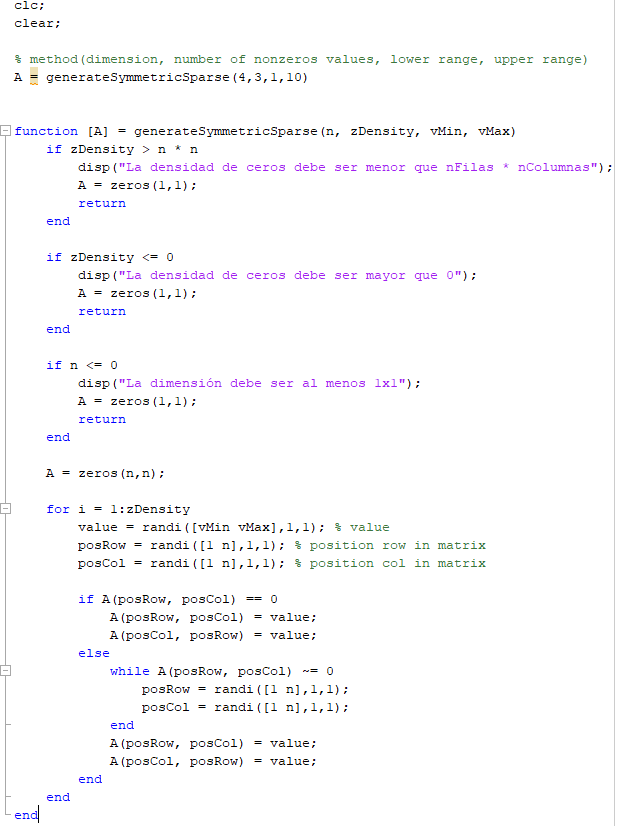 clc;
clear;
% method(dimension, number of nonzeros values, lower range, upper range)
A = generateSymmetricSparse(4,3,1,10)
function [A] = generateSymmetricSparse(n, zDensity, vMin, vMax)
if zDensity > n * n
disp("La densidad de ceros debe ser menor que nFilas * nColumnas");
A = zeros(1,1);
return
end
if zDensity <= 0
disp("La densidad de ceros debe ser mayor que 0");
A = zeros(1,1);
return
end
if n <= 0
disp("La dimensión debe ser al menos 1x1");
A = zeros(1,1);
return
end
A = zeros(n,n);
for i = 1:zDensity
value = randi([vMin vMax],1,1); % value
posRow = randi([1 n],1,1); % position row in matrix
posCol = randi([1 n],1,1); % position col in matrix
if A(posRow, posCol) == 0
A(posRow, posCol) = value;
A(posCol, posRow) = value;
else
while A(posRow, posCol) ~= 0
posRow = randi([1 n],1,1);
posCol = randi([1 n],1,1);
end
A(posRow, posCol) = value;
A(posCol, posRow) = value;
end
end
end